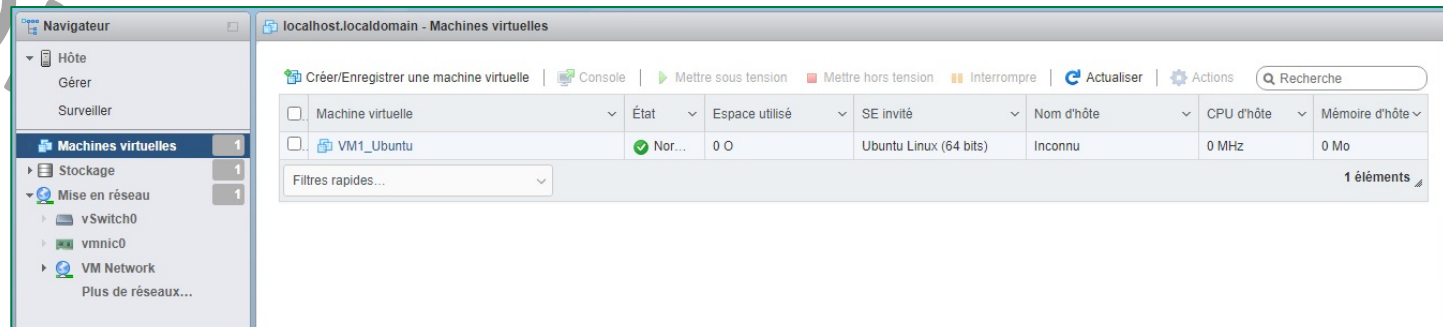 Navigateur
localhost.localdomain - Machines virtuelles
Hôte
Gérer
Surveiller
Machines virtuelles 1
Stockage 1
Mise en réseau 1
vSwitch0
vmnic0
VM Network
Plus de réseaux...
Créer/Enregistrer une machine virtuelle Console Mettre sous tension Mettre hors tension Interrompre Actualiser Actions Recherche
Machine virtuelle État Espace utilisé SE invité Nom d'hôte CPU d'hôte Mémoire d'hôte
VM1_Ubuntu Nor... 0 O Ubuntu Linux (64 bits) Inconnu 0 MHz 0 Mo
Filtres rapides... 1 éléments